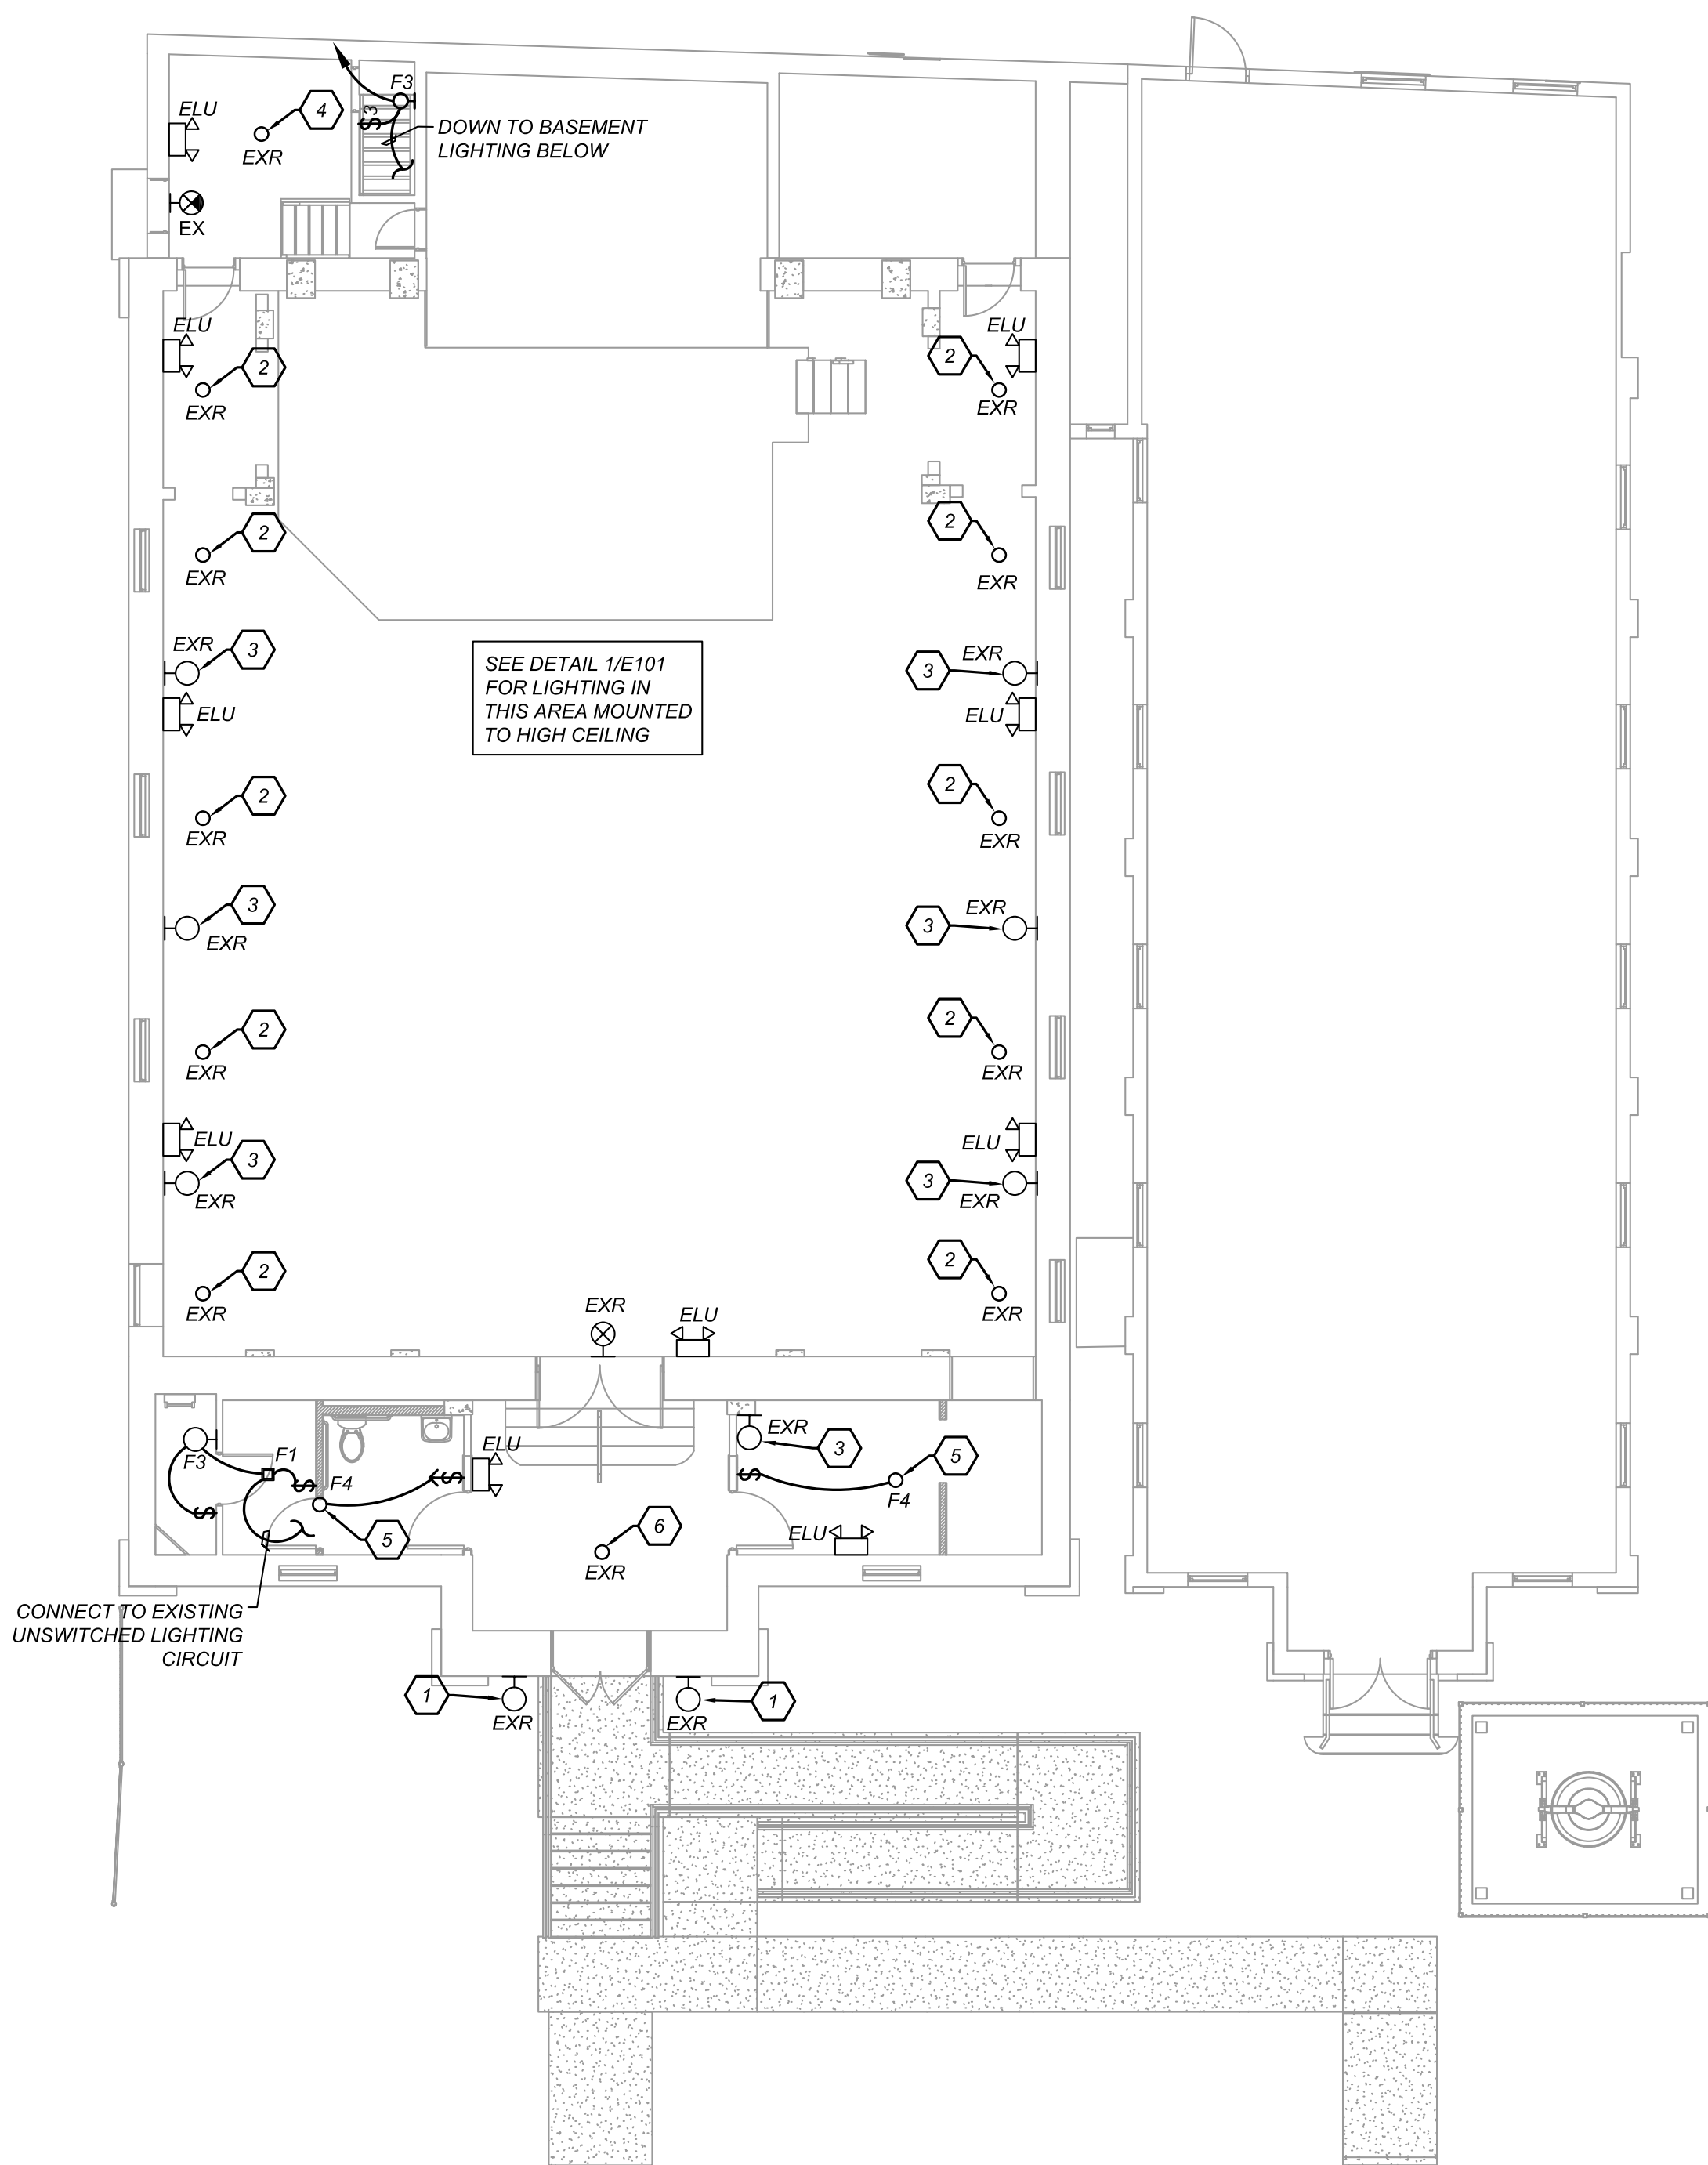 F3
ELU
4
$3
EXR
DOWN TO BASEMENT
LIGHTING BELOW
EX
ELU
ELU
2
2
EXR
EXR
2
2
EXR
EXR
EXR
3
EXR
3
SEE DETAIL 1/E101
FOR LIGHTING IN
THIS AREA MOUNTED
TO HIGH CEILING
ELU
ELU
2
2
EXR
EXR
3
EXR
3
EXR
2
2
EXR
EXR
ELU
ELU
3
3
EXR
EXR
2
2
EXR
EXR
EXR
ELU
EXR
3
F3
F1
ELU
5
$
$
$
$
F4
F4
5
6
ELU
EXR
CONNECT TO EXISTING
UNSWITCHED LIGHTING
CIRCUIT
1
1
EXR
EXR